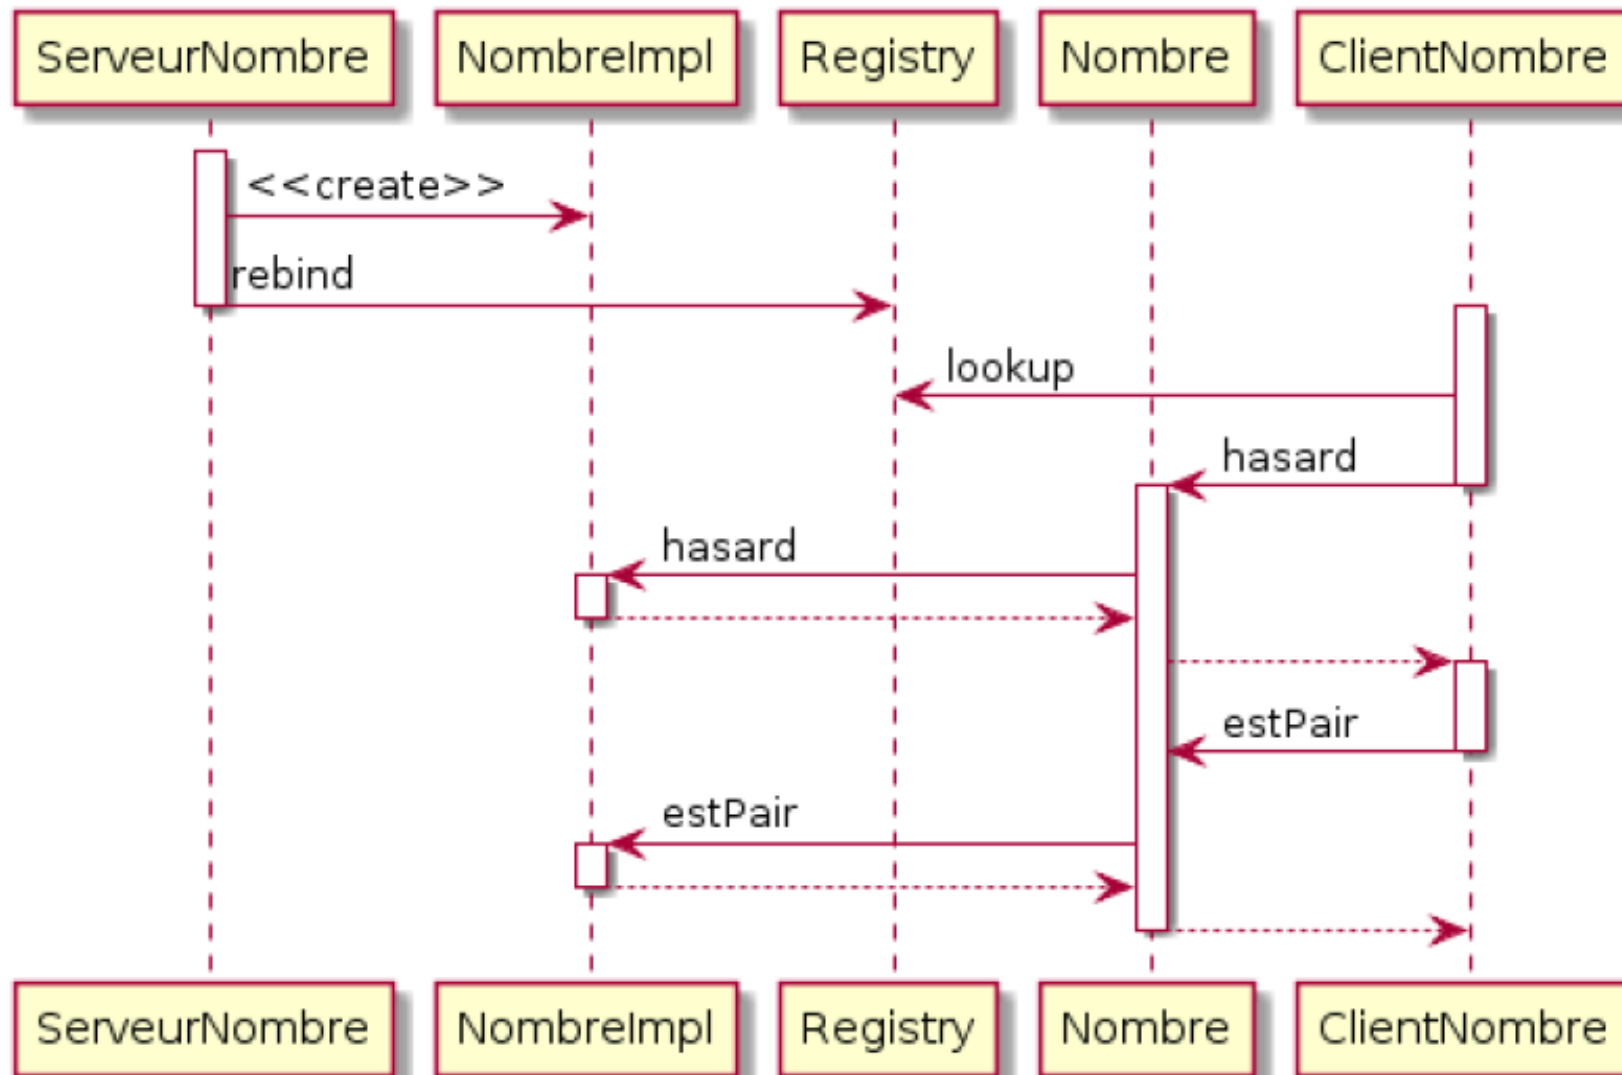 ServeurNombre NombreImpl Registry Nombre ClientNombre
<<create>>
rebind
lookup
hasard
hasard
estPair
estPair
ServeurNombre NombreImpl Registry Nombre ClientNombre